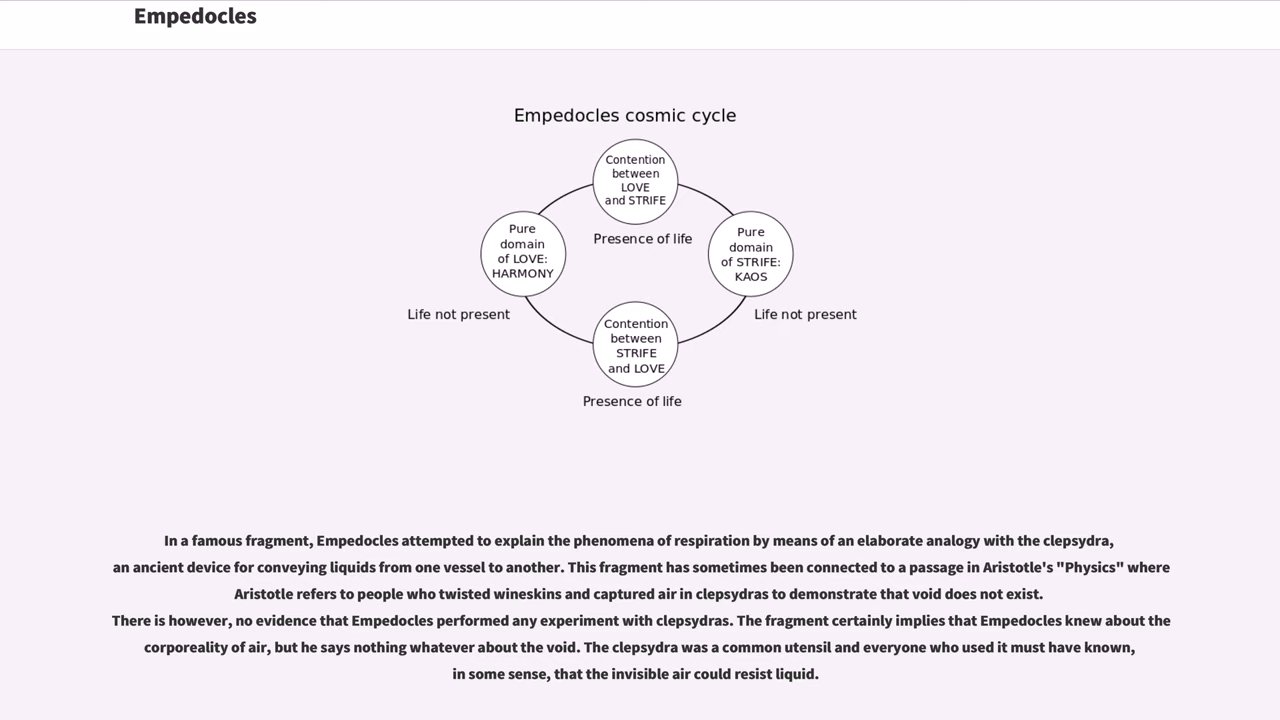 Empedocles
Empedocles cosmic cycle
Contention
between
LOVE
and STRIFE
Presence of life
Pure
domain
of LOVE:
HARMONY
Life not present
Pure
domain
of STRIFE:
KAOS
Life not present
Contention
between
STRIFE
and LOVE
Presence of life
In a famous fragment, Empedocles attempted to explain the phenomena of respiration by means of an elaborate analogy with the clepsydra,
an ancient device for conveying liquids from one vessel to another. This fragment has sometimes been connected to a passage in Aristotle's "Physics" where
Aristotle refers to people who twisted wineskins and captured air in clepsydras to demonstrate that void does not exist.
There is however, no evidence that Empedocles performed any experiment with clepsydras. The fragment certainly implies that Empedocles knew about the
corporeality of air, but he says nothing whatever about the void. The clepsydra was a common utensil and everyone who used it must have known,
in some sense, that the invisible air could resist liquid.